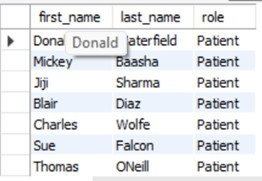 first_name last_name role
Dona Donald aterfield Patient
Mickey Baasha Patient
Jiji Sharma Patient
Blair Diaz Patient
Charles Wolfe Patient
Sue Falcon Patient
Thomas ONeill Patient